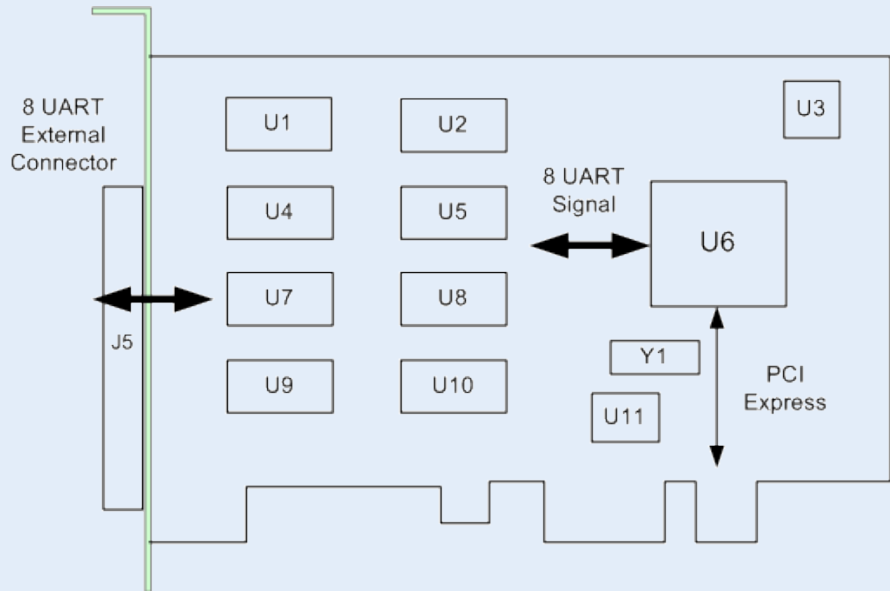 8 UART
External
Connector
J5
U1
U2
U3
U4
U5
8 UART
Signal
U6
U7
U8
Y1
U9
U10
U11
PCI
Express